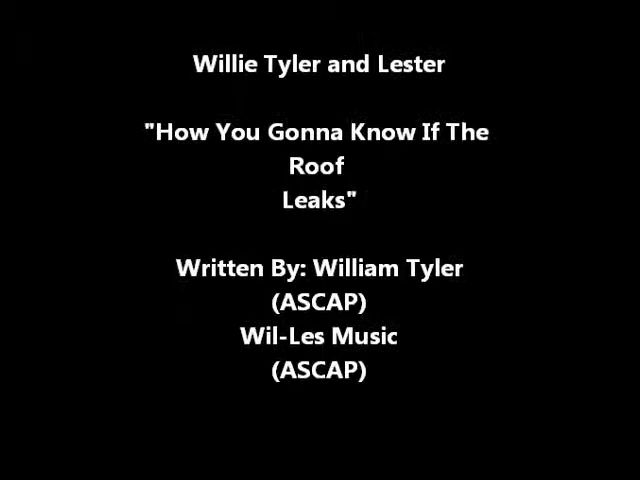 Willie Tyler and Lester
"How You Gonna Know If The
Roof
Leaks"
Written By: William Tyler
(ASCAP)
Wil-Les Music
(ASCAP)